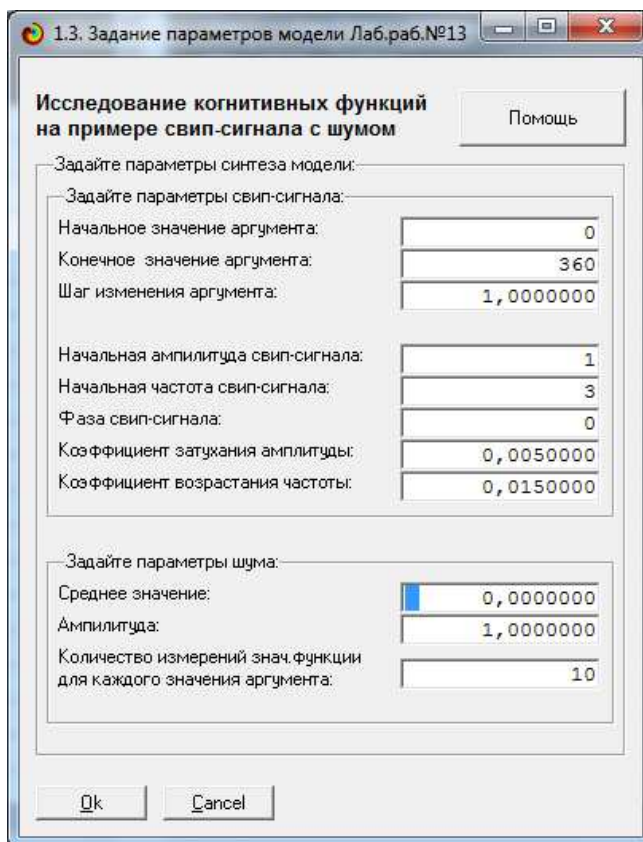 1.3. Задание параметров модели Лаб.раб.№13
Исследование когнитивных функций
на примере свип-сигнала с шумом
Помощь
Задайте параметры синтеза модели:
Задайте параметры свип-сигнала:
Начальное значение аргумента: 0
Конечное значение аргумента: 360
Шаг изменения аргумента: 1,0000000
Начальная ампилитуда свип-сигнала: 1
Начальная частота свип-сигнала: 3
Фаза свип-сигнала: 0
Коэффициент затухания амплитуды: 0,0050000
Коэффициент возрастания частоты: 0,0150000
Задайте параметры шума:
Среднее значение: 0,0000000
Ампилитуда: 1,0000000
Количество измерений знач.функции
для каждого значения аргумента: 10
Ok Cancel